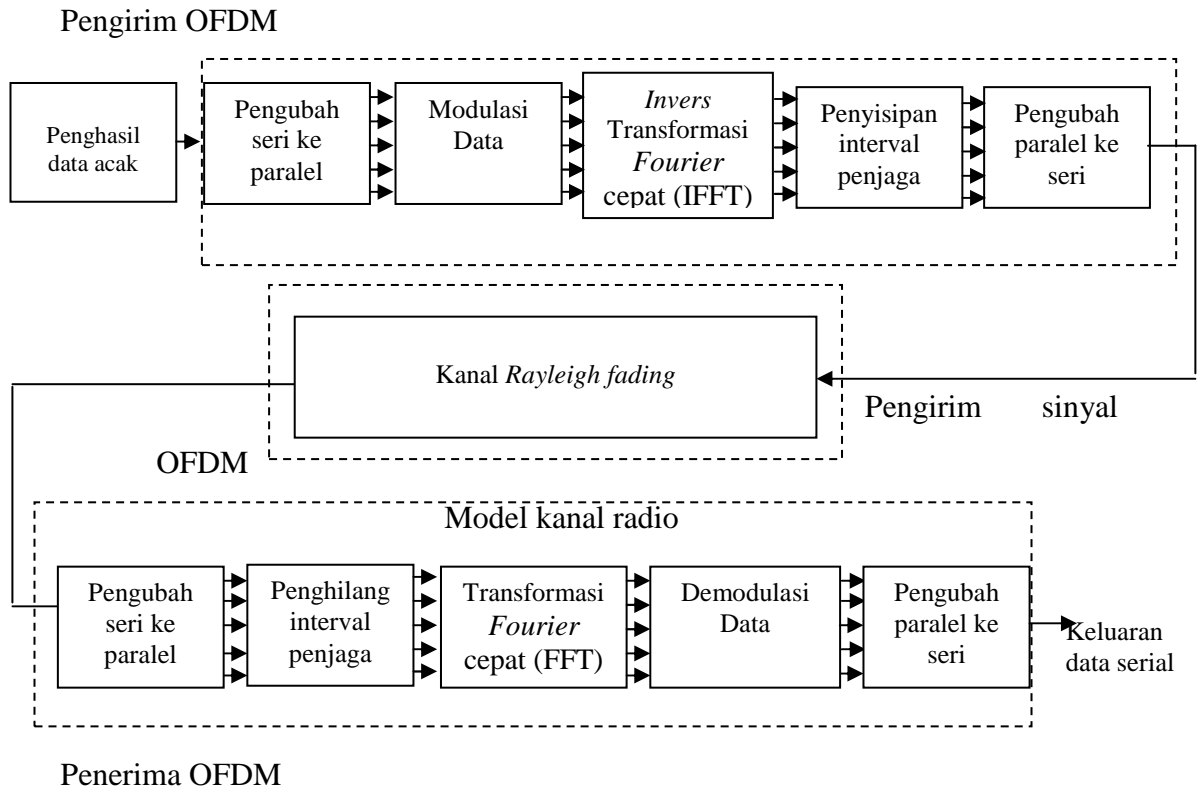 Pengirim OFDM
Penghasil
data acak
Pengubah
seri ke
paralel
Modulasi
Data
Invers
Transformasi
Fourier
cepat (IFFT)
Penyisipan
interval
penjaga
Pengubah
paralel ke
seri
Kanal Rayleigh fading
Pengirim sinyal
OFDM
Model kanal radio
Pengubah
seri ke
paralel
Penghilang
interval
penjaga
Transformasi
Fourier
cepat (FFT)
Demodulasi
Data
Pengubah
paralel ke
seri
Keluaran
data serial
Penerima OFDM